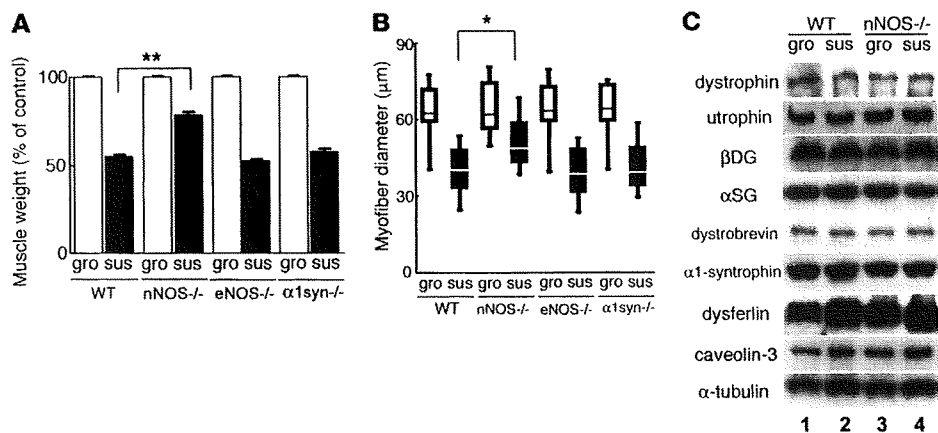 A
Muscle weight (% of control)
100
50
0
**
gro sus gro sus gro sus gro sus
WT nNOS-/- eNOS-/- α1syn-/-
B
Myofiber diameter (µm)
90
60
30
0
*
gro sus gro sus gro sus gro sus
WT nNOS-/- eNOS-/- α1syn-/-
C
WT nNOS-/-
gro sus gro sus
dystrophin
utrophin
βDG
αSG
dystrobrevin
α1-syntrophin
dysferlin
caveolin-3
α-tubulin
1 2 3 4